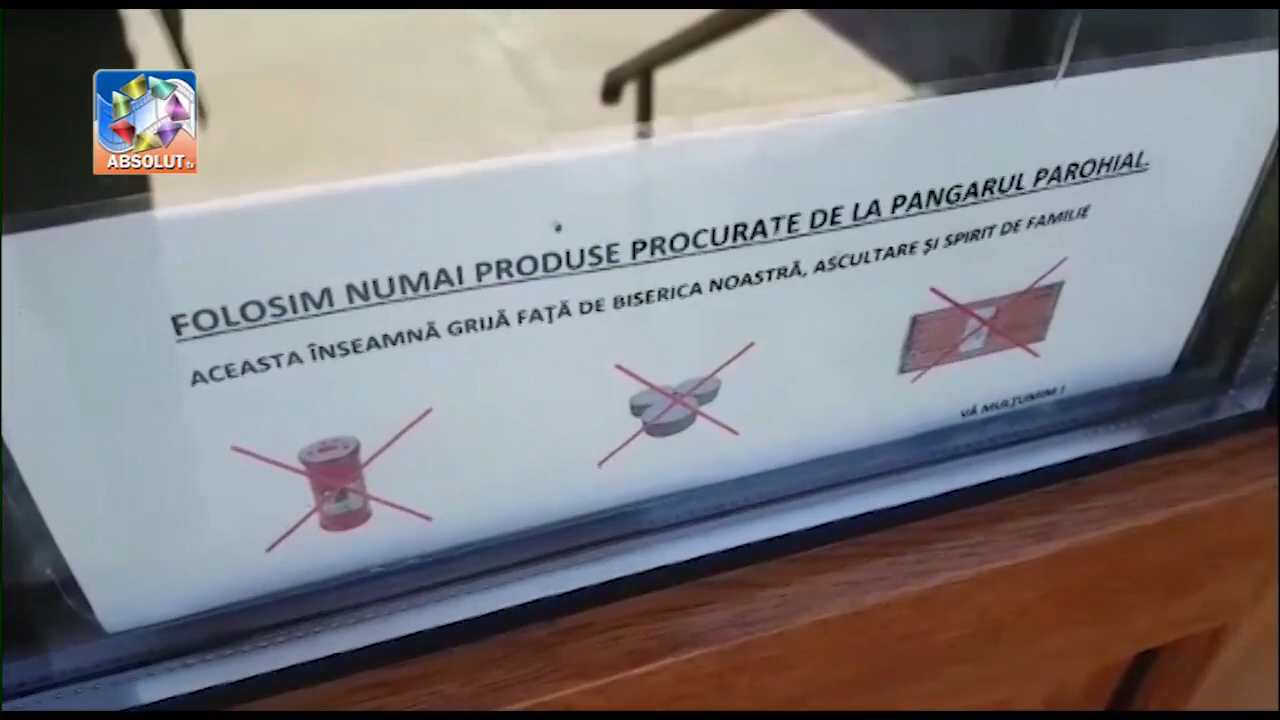 ABSOLUT tv
FOLOSIM NUMAI PRODUSE PROCURATE DE LA PANGARUL PAROHIAL.
ACEASTA ÎNSEAMNĂ GRIJĂ FAȚĂ DE BISERICA NOASTRĂ, ASCULTARE ȘI SPIRIT DE FAMILIE
VĂ MULȚUMIM !